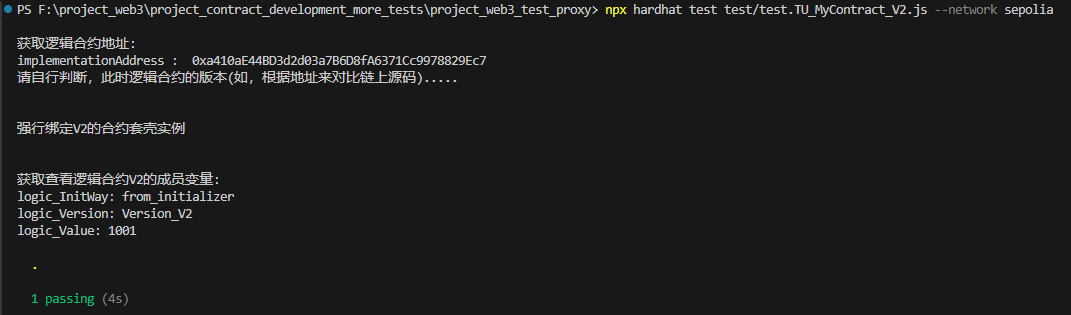 PS F:\project_web3\project_contract_development_more_tests\project_web3_test_proxy> npx hardhat test test/test.TU_MyContract_V2.js --network sepolia
获取逻辑合约地址:
implementationAddress :  0xa410aE44BD3d2d03a7B6D8fA6371Cc9978829Ec7
请自行判断, 此时逻辑合约的版本(如, 根据地址来对比链上源码).....
强行绑定V2的合约套壳实例
获取查看逻辑合约V2的成员变量:
logic_InitWay: from_initializer
logic_Version: Version_V2
logic_Value: 1001
.
1 passing (4s)